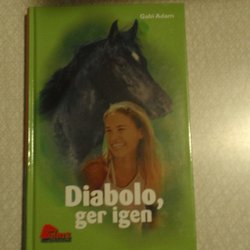 Gabi Adam
Diabolo,
ger igen